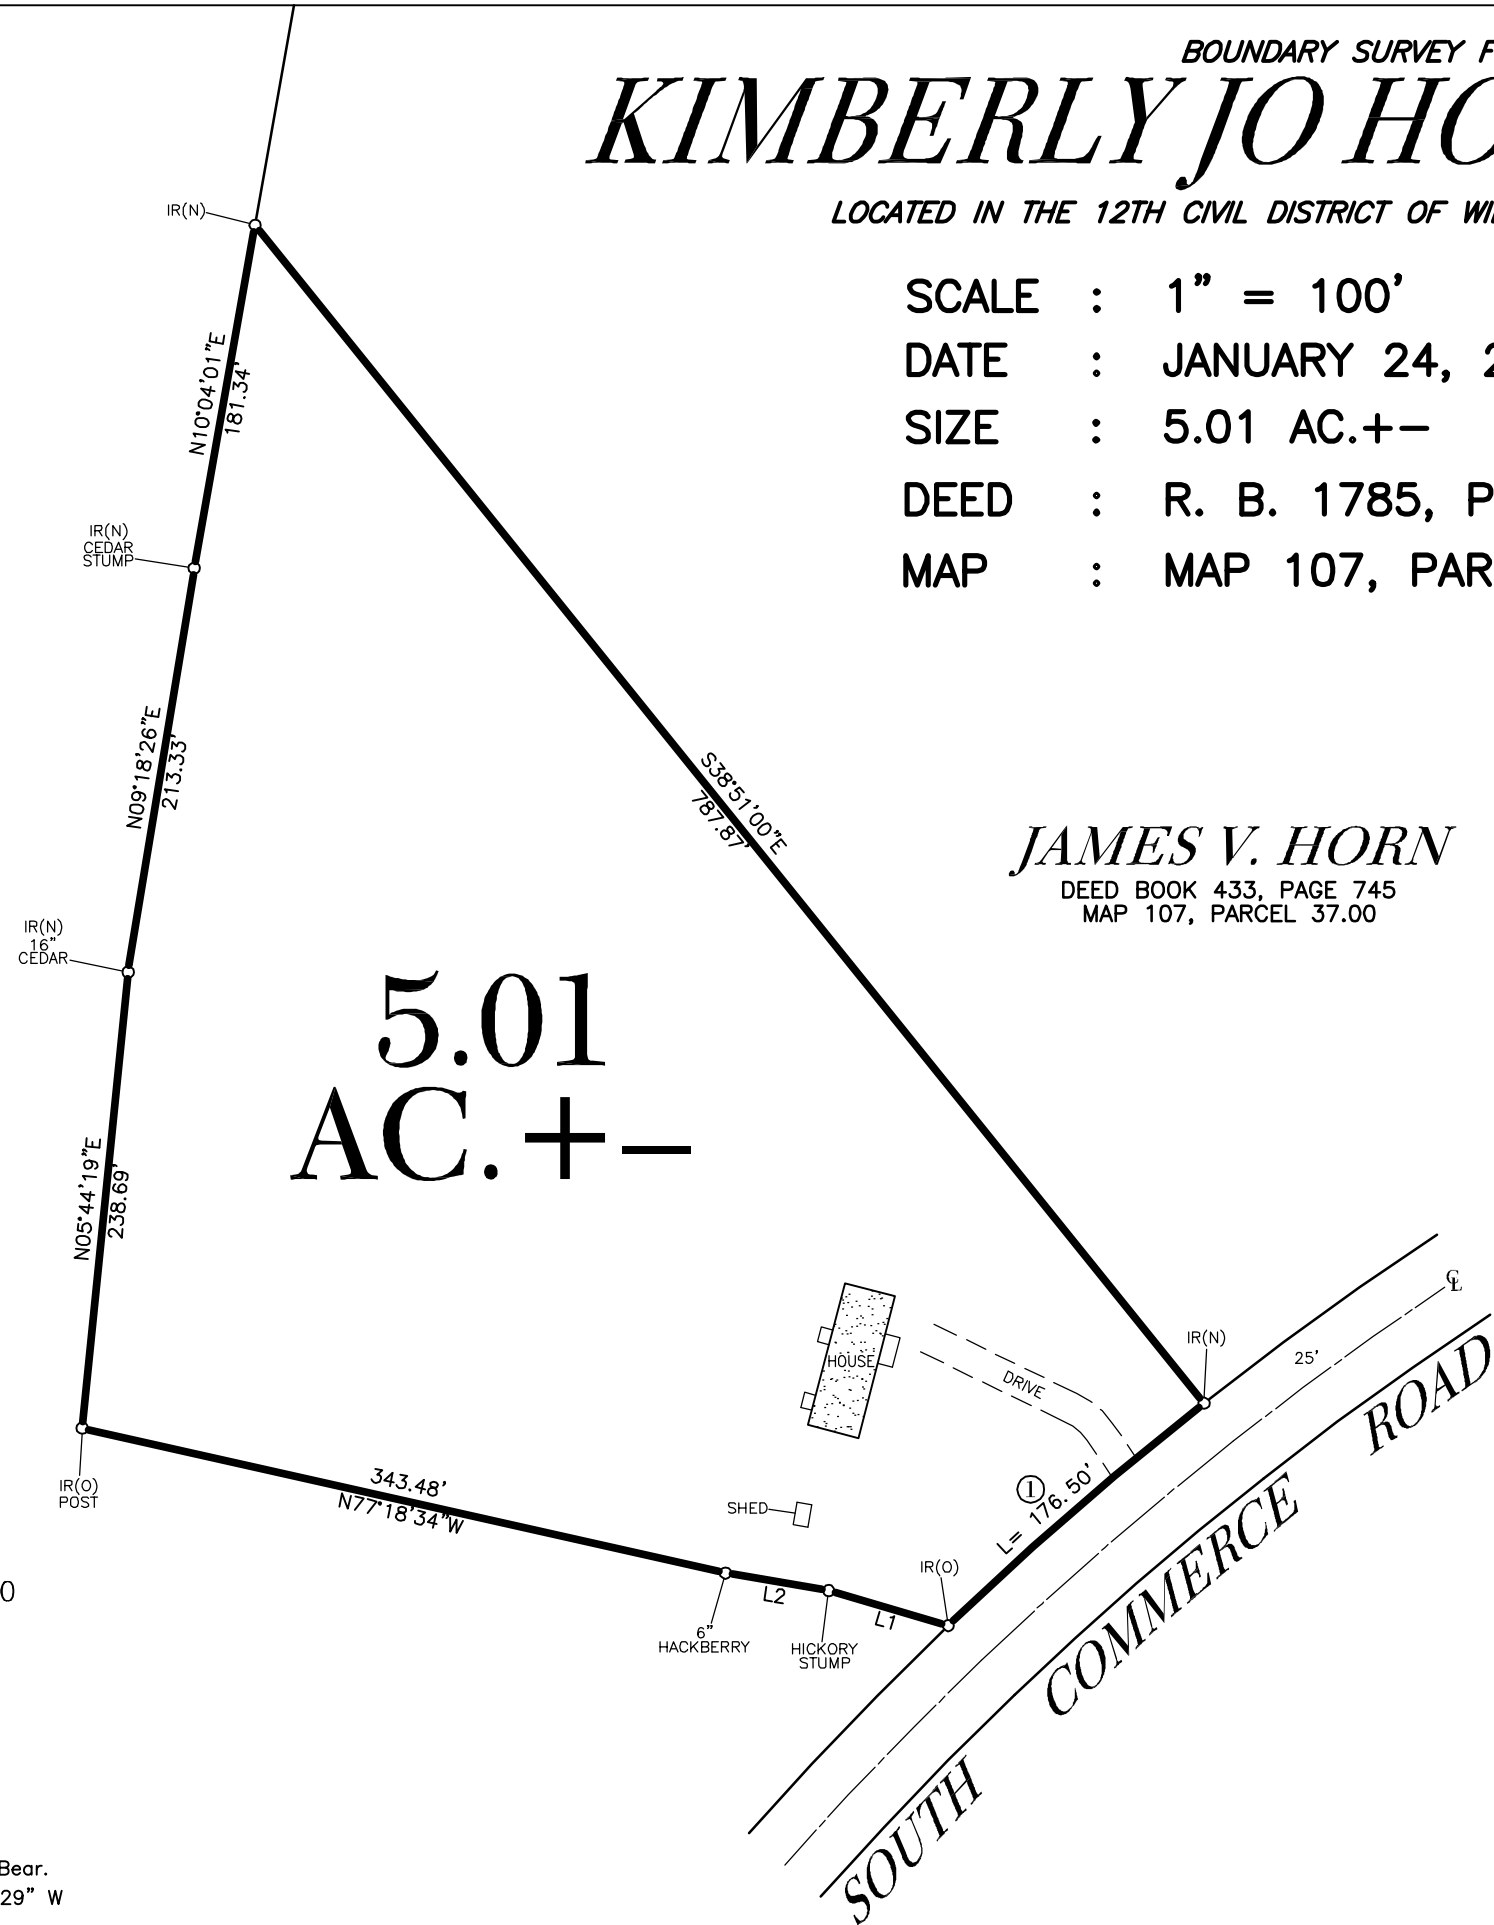 BOUNDARY SURVEY F
KIMBERLY JO HO
LOCATED IN THE 12TH CIVIL DISTRICT OF WI
SCALE : 1" = 100'
DATE : JANUARY 24, 2
SIZE : 5.01 AC.+-
DEED : R. B. 1785, P
MAP : MAP 107, PAR
IR(N)
N10°04'01"E
181.34'
IR(N)
CEDAR
STUMP
N09°18'26"E
213.33'
S38°51'00"E
787.87'
JAMES V. HORN
DEED BOOK 433, PAGE 745
MAP 107, PARCEL 37.00
IR(N)
16"
CEDAR
5.01
AC.+-
N05°44'19"E
238.69'
IR(O)
POST
343.48'
N77°18'34"W
HOUSE
DRIVE
SHED
IR(N)
25'
℄
1
L= 176.50'
IR(O)
L2
L1
6"
HACKBERRY
HICKORY
STUMP
SOUTH COMMERCE ROAD
0
Bear.
29" W